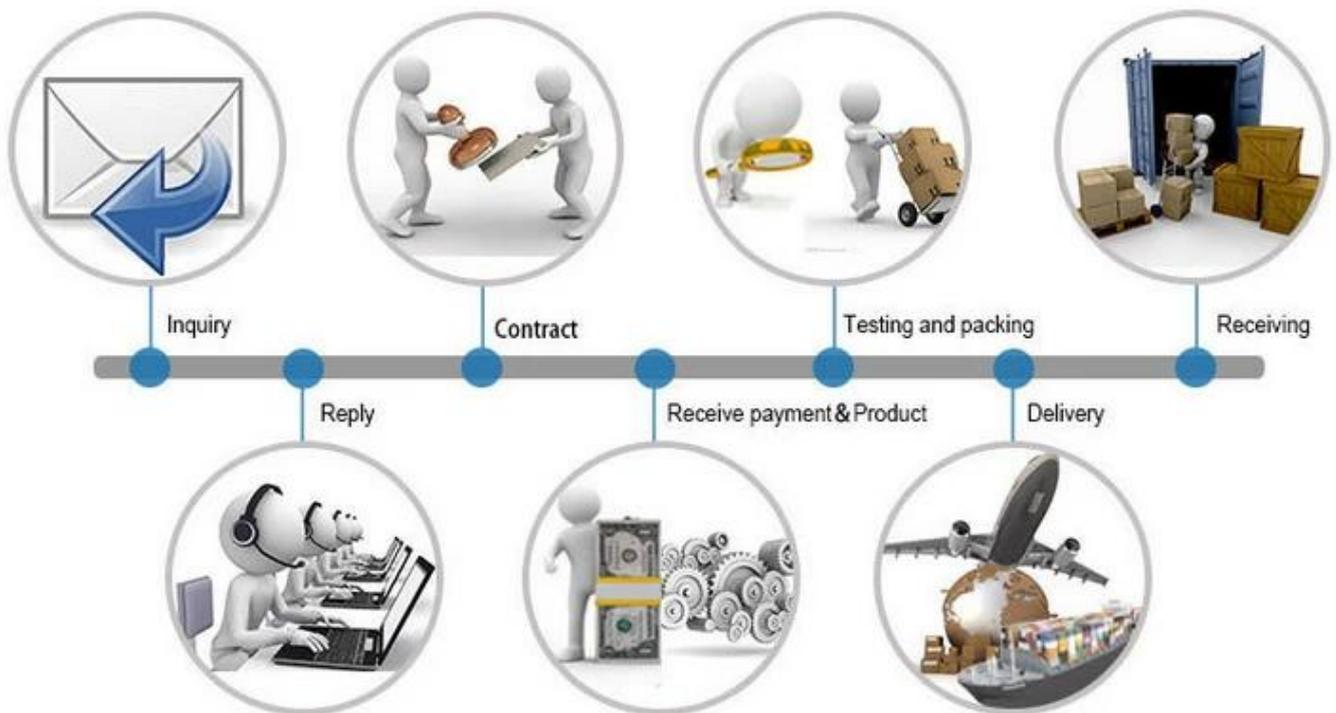 Inquiry
Reply
Contract
Receive payment&Product
Testing and packing
Delivery
Receiving